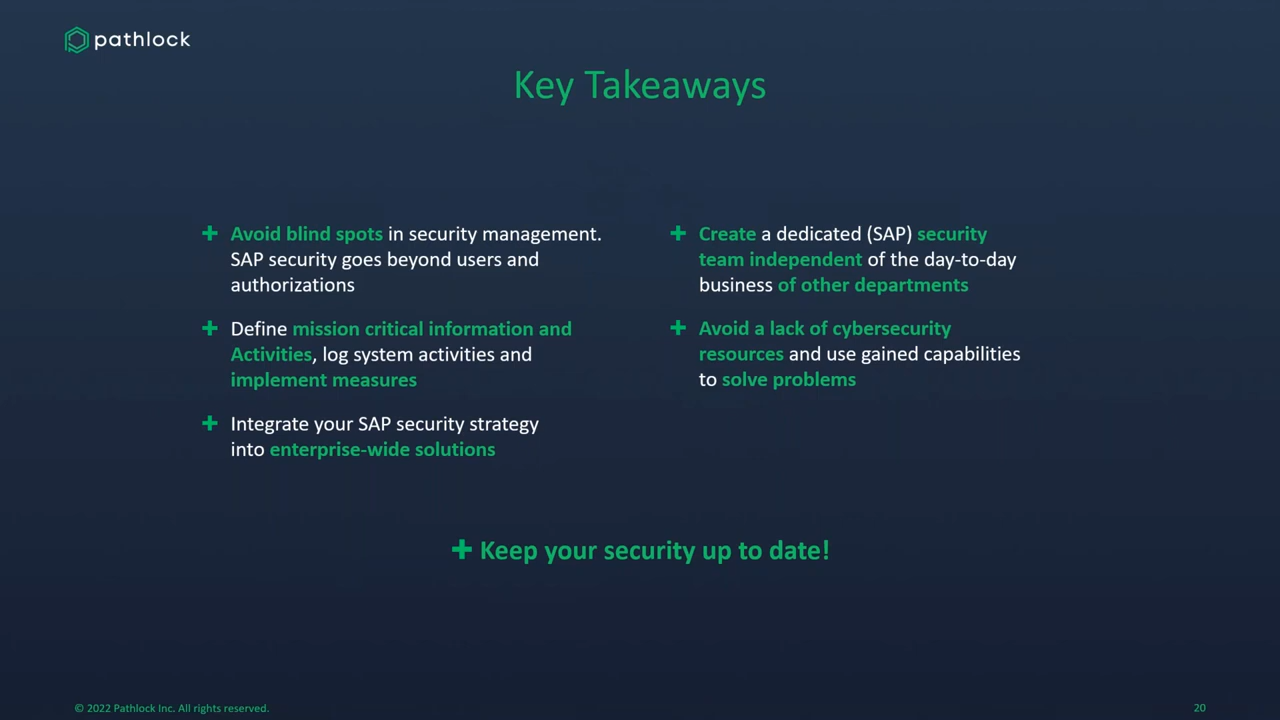 pathlock
Key Takeaways
Avoid blind spots in security management.
SAP security goes beyond users and
authorizations
Define mission critical information and
Activities, log system activities and
implement measures
Integrate your SAP security strategy
into enterprise-wide solutions
Create a dedicated (SAP) security
team independent of the day-to-day
business of other departments
Avoid a lack of cybersecurity
resources and use gained capabilities
to solve problems
Keep your security up to date!
© 2022 Pathlock Inc. All rights reserved.
20